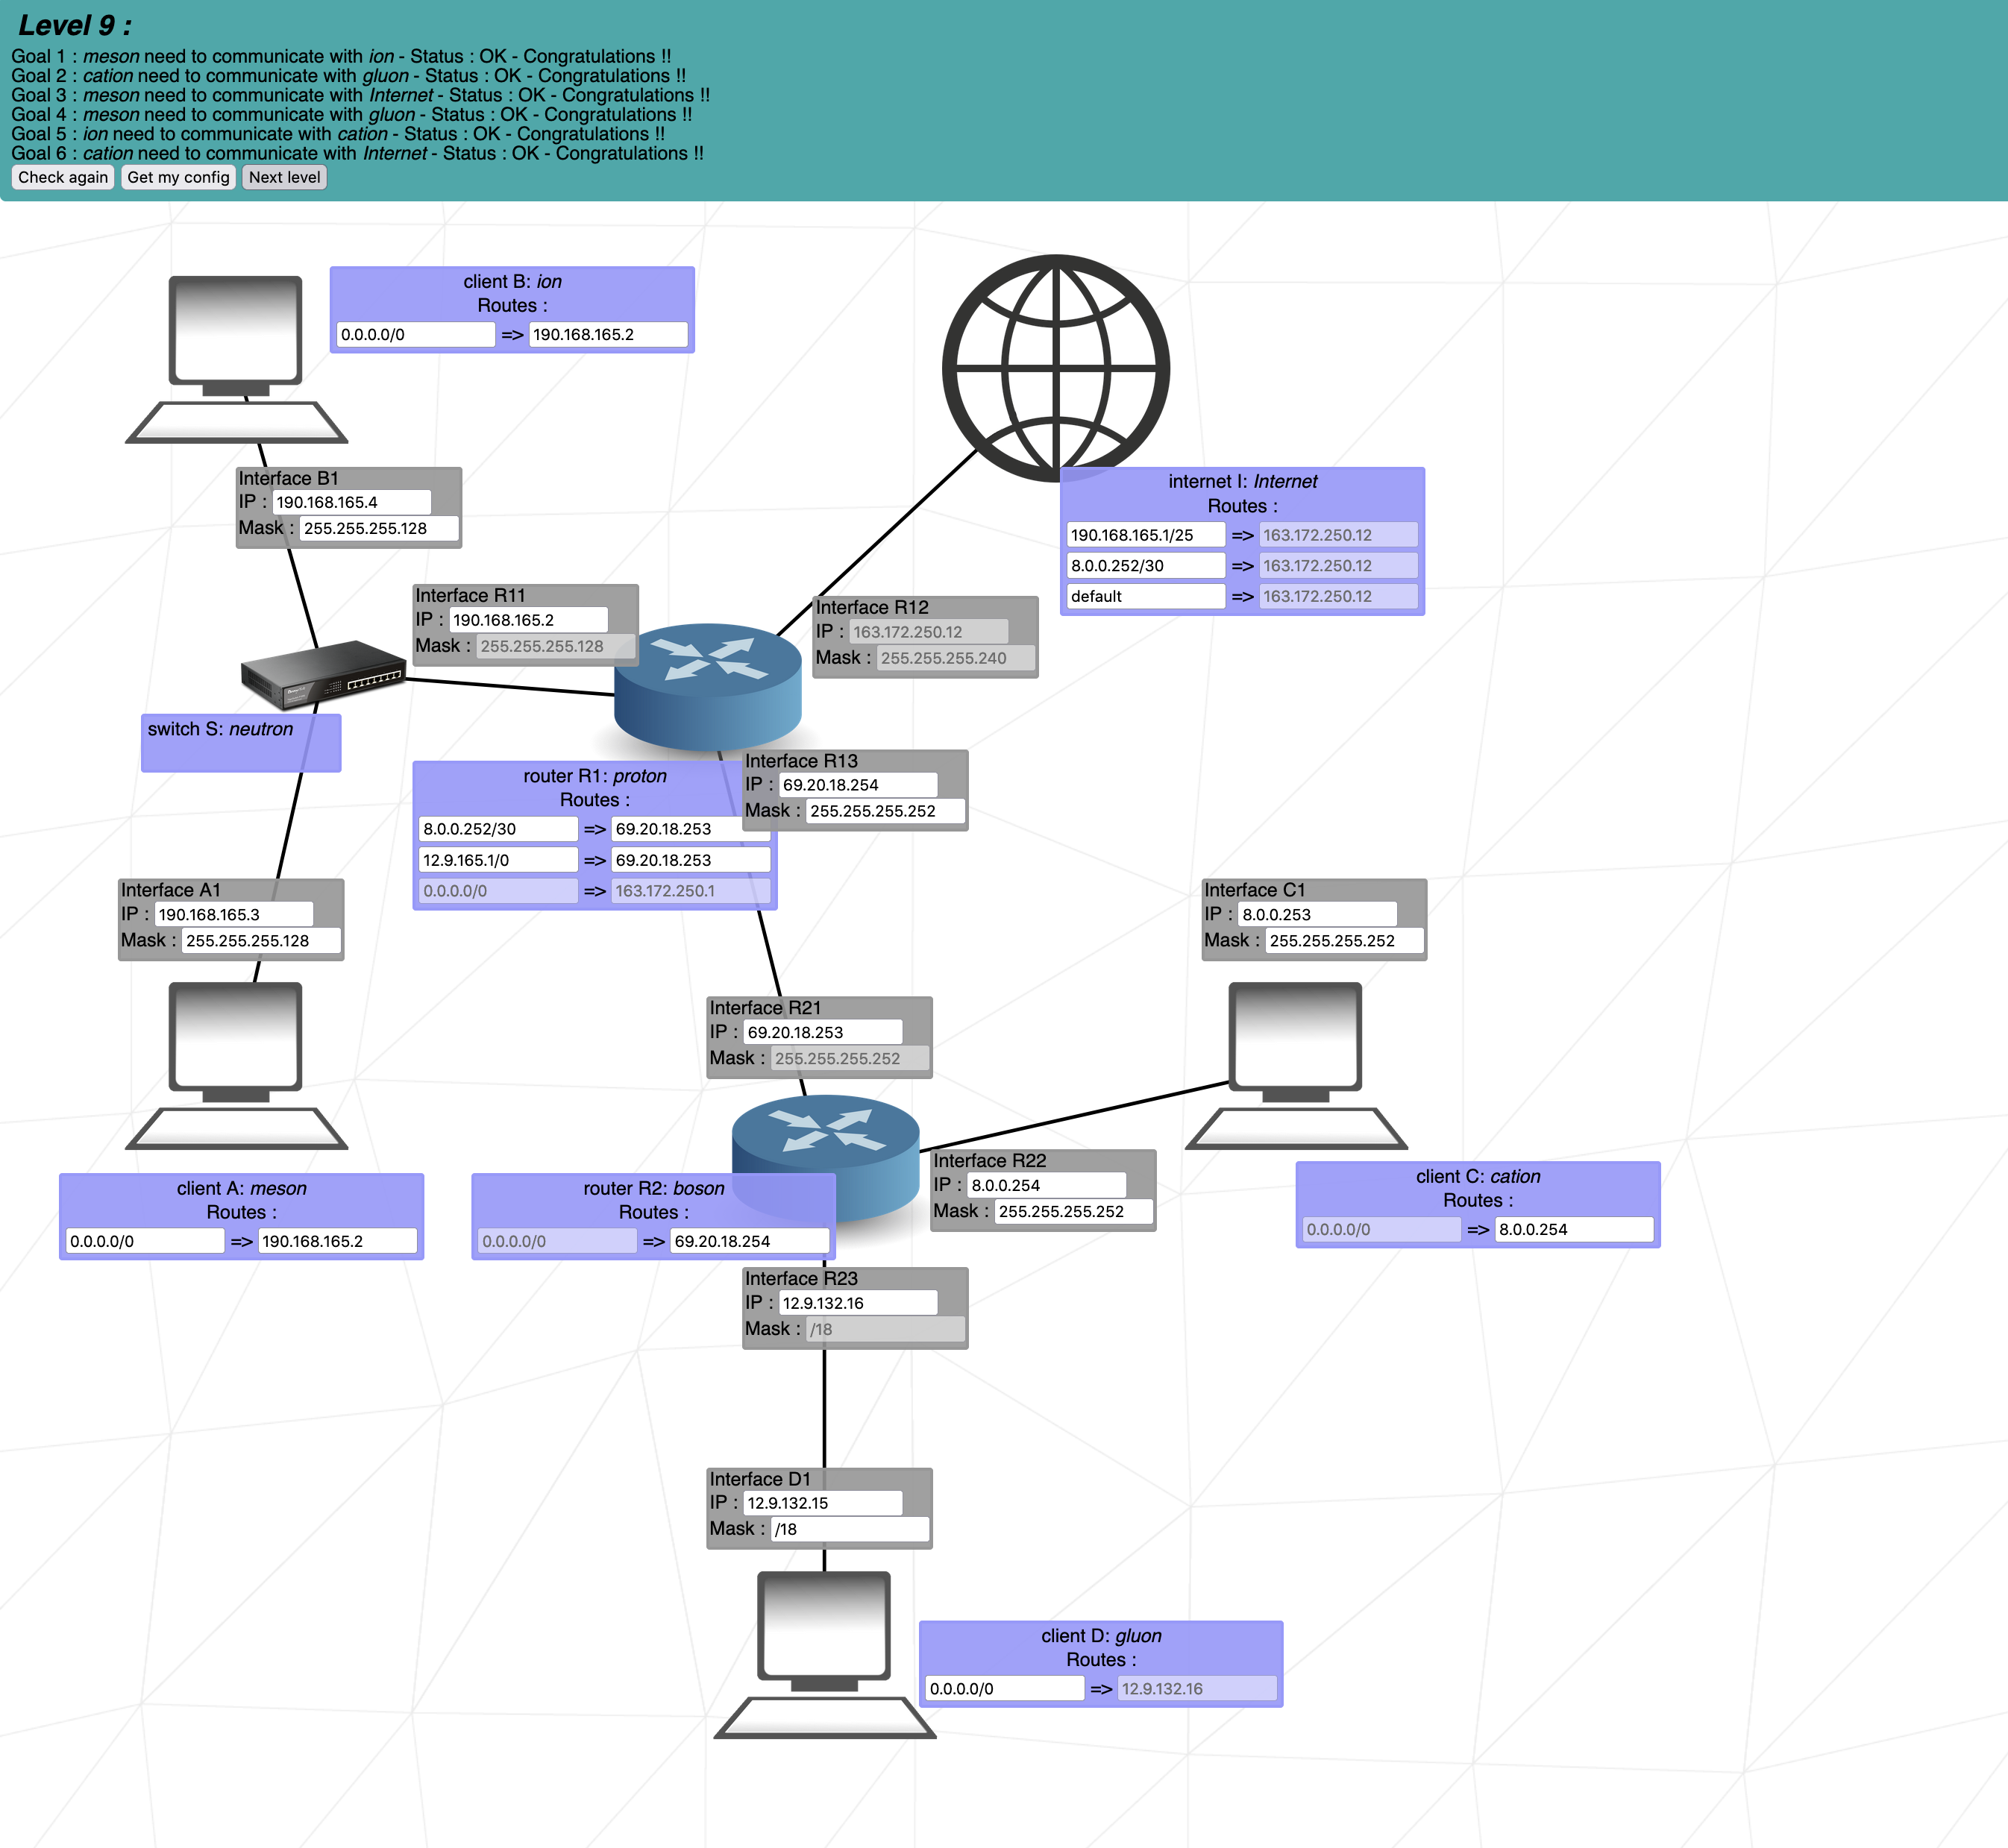 Level 9 :
Goal 1 : meson need to communicate with ion - Status : OK - Congratulations !!
Goal 2 : cation need to communicate with gluon - Status : OK - Congratulations !!
Goal 3 : meson need to communicate with Internet - Status : OK - Congratulations !!
Goal 4 : meson need to communicate with gluon - Status : OK - Congratulations !!
Goal 5 : ion need to communicate with cation - Status : OK - Congratulations !!
Goal 6 : cation need to communicate with Internet - Status : OK - Congratulations !!
Check again Get my config Next level
client B: ion
Routes :
0.0.0.0/0 => 190.168.165.2
Interface B1
IP : 190.168.165.4
Mask : 255.255.255.128
internet I: Internet
Routes :
190.168.165.1/25 => 163.172.250.12
8.0.0.252/30 => 163.172.250.12
default => 163.172.250.12
Interface R11
IP : 190.168.165.2
Mask : 255.255.255.128
Interface R12
IP : 163.172.250.12
Mask : 255.255.255.240
switch S: neutron
router R1: proton
Routes :
8.0.0.252/30 => 69.20.18.253
12.9.165.1/0 => 69.20.18.253
0.0.0.0/0 => 163.172.250.1
Interface R13
IP : 69.20.18.254
Mask : 255.255.255.252
Interface A1
IP : 190.168.165.3
Mask : 255.255.255.128
Interface C1
IP : 8.0.0.253
Mask : 255.255.255.252
Interface R21
IP : 69.20.18.253
Mask : 255.255.255.252
Interface R22
IP : 8.0.0.254
Mask : 255.255.255.252
client A: meson
Routes :
0.0.0.0/0 => 190.168.165.2
router R2: boson
Routes :
0.0.0.0/0 => 69.20.18.254
client C: cation
Routes :
0.0.0.0/0 => 8.0.0.254
Interface R23
IP : 12.9.132.16
Mask : /18
Interface D1
IP : 12.9.132.15
Mask : /18
client D: gluon
Routes :
0.0.0.0/0 => 12.9.132.16